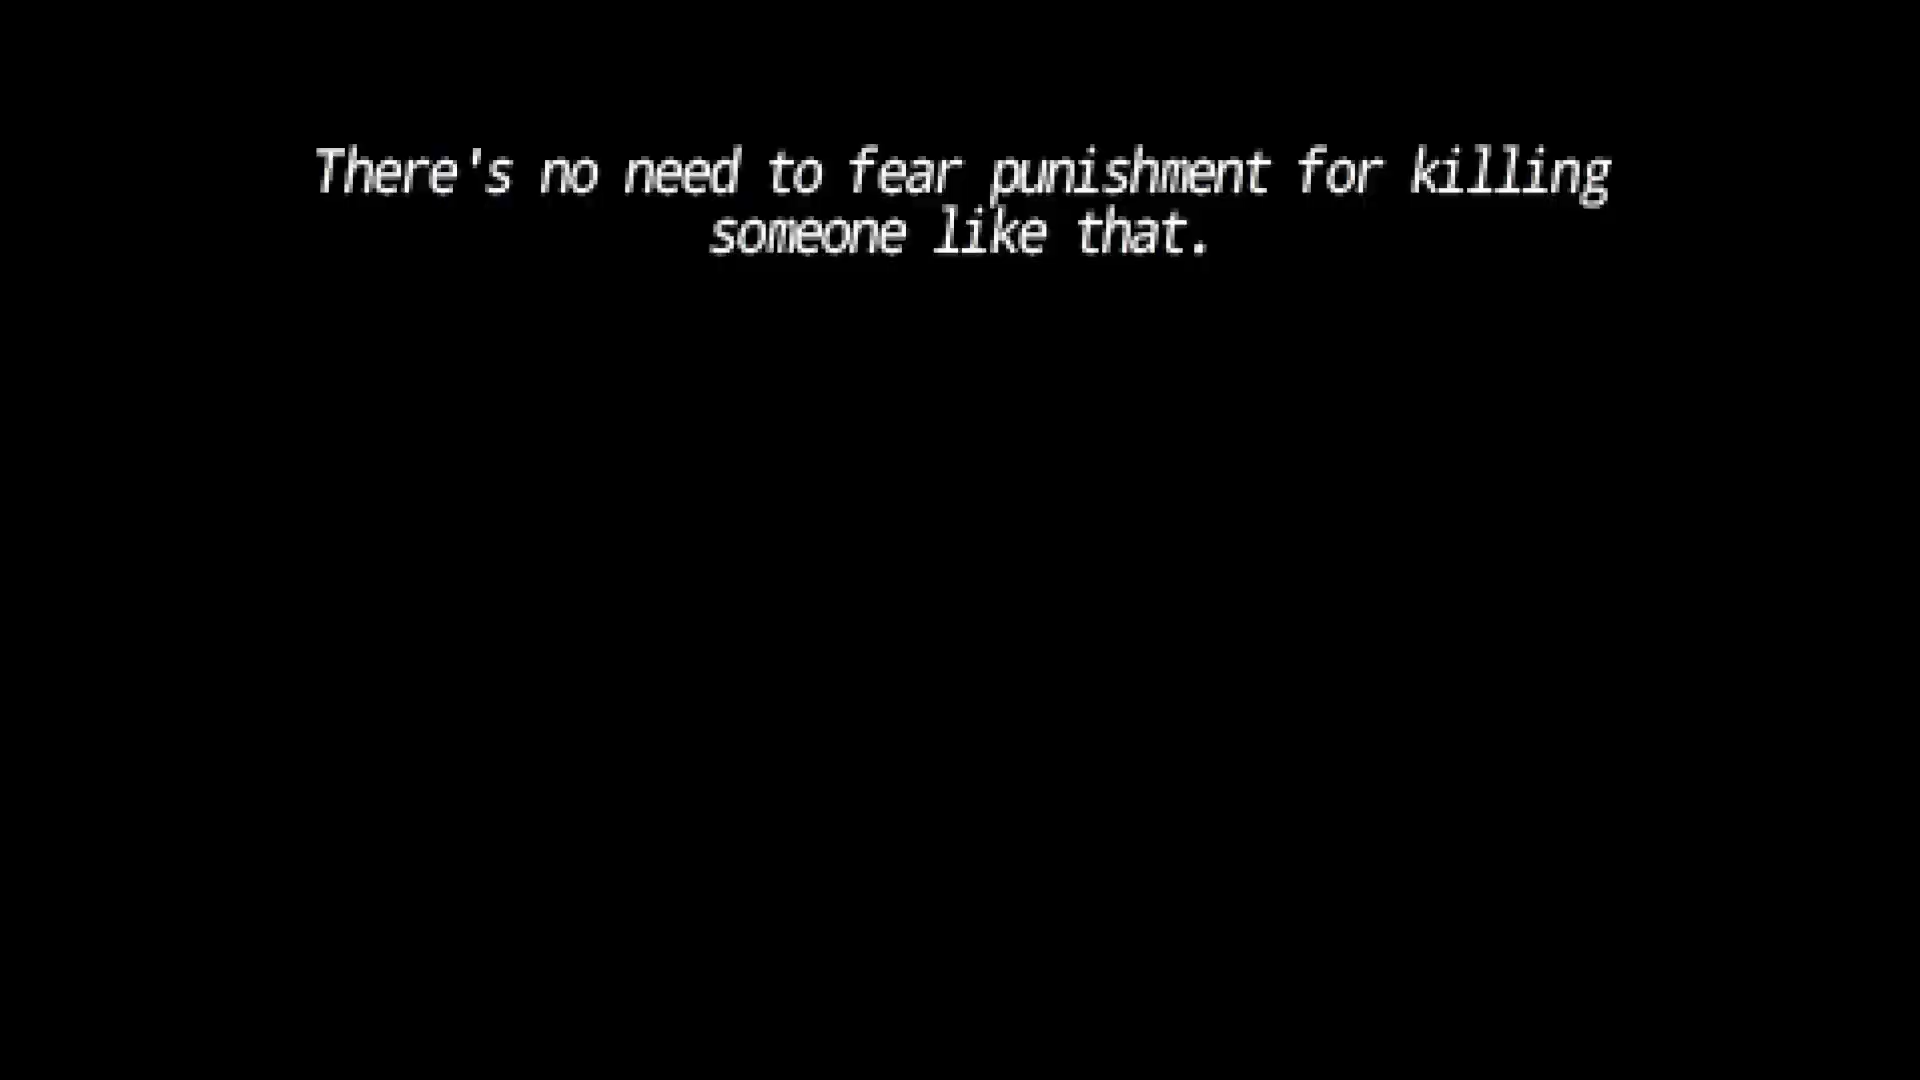 There's no need to fear punishment for killing
someone like that.